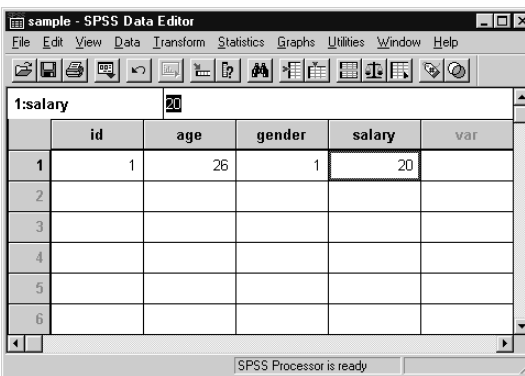 sample - SPSS Data Editor
File Edit View Data Transform Statistics Graphs Utilities Window Help
1:salary 20
id age gender salary var
1 1 26 1 20
2
3
4
5
6
SPSS Processor is ready